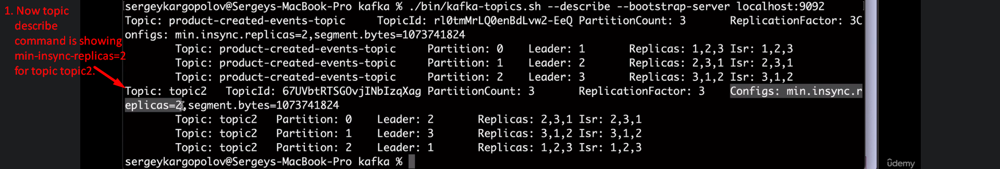 1. Now topic
describe
command is showing
min-insync-replicas=2
for topic topic2.
sergeykargopolov@Sergeys-MacBook-Pro kafka % ./bin/kafka-topics.sh --describe --bootstrap-server localhost:9092
Topic: product-created-events-topic TopicId: rl0tmMrLQ0enBdLvw2-EeQ PartitionCount: 3 ReplicationFactor: 3C
onfigs: min.insync.replicas=2,segment.bytes=1073741824
Topic: product-created-events-topic Partition: 0 Leader: 1 Replicas: 1,2,3 Isr: 1,2,3
Topic: product-created-events-topic Partition: 1 Leader: 2 Replicas: 2,3,1 Isr: 2,3,1
Topic: product-created-events-topic Partition: 2 Leader: 3 Replicas: 3,1,2 Isr: 3,1,2
Topic: topic2 TopicId: 67UVbtRTSGOvjINbIzqXag PartitionCount: 3 ReplicationFactor: 3 Configs: min.insync.r
eplicas=2,segment.bytes=1073741824
Topic: topic2 Partition: 0 Leader: 2 Replicas: 2,3,1 Isr: 2,3,1
Topic: topic2 Partition: 1 Leader: 3 Replicas: 3,1,2 Isr: 3,1,2
Topic: topic2 Partition: 2 Leader: 1 Replicas: 1,2,3 Isr: 1,2,3
sergeykargopolov@Sergeys-MacBook-Pro kafka %
ûdemy